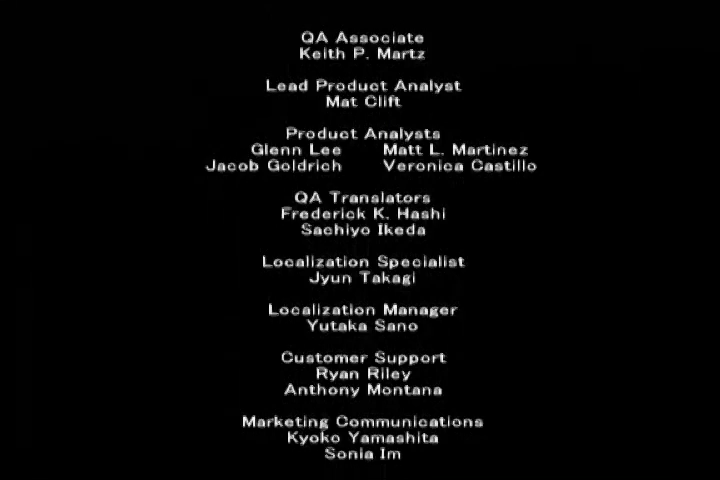 QA Associate
Keith P. Martz
Lead Product Analyst
Mat Clift
Product Analysts
Glenn Lee Matt L. Martinez
Jacob Goldrich Veronica Castillo
QA Translators
Frederick K. Hashi
Sachiyo Ikeda
Localization Specialist
Jyun Takagi
Localization Manager
Yutaka Sano
Customer Support
Ryan Riley
Anthony Montana
Marketing Communications
Kyoko Yamashita
Sonia Im